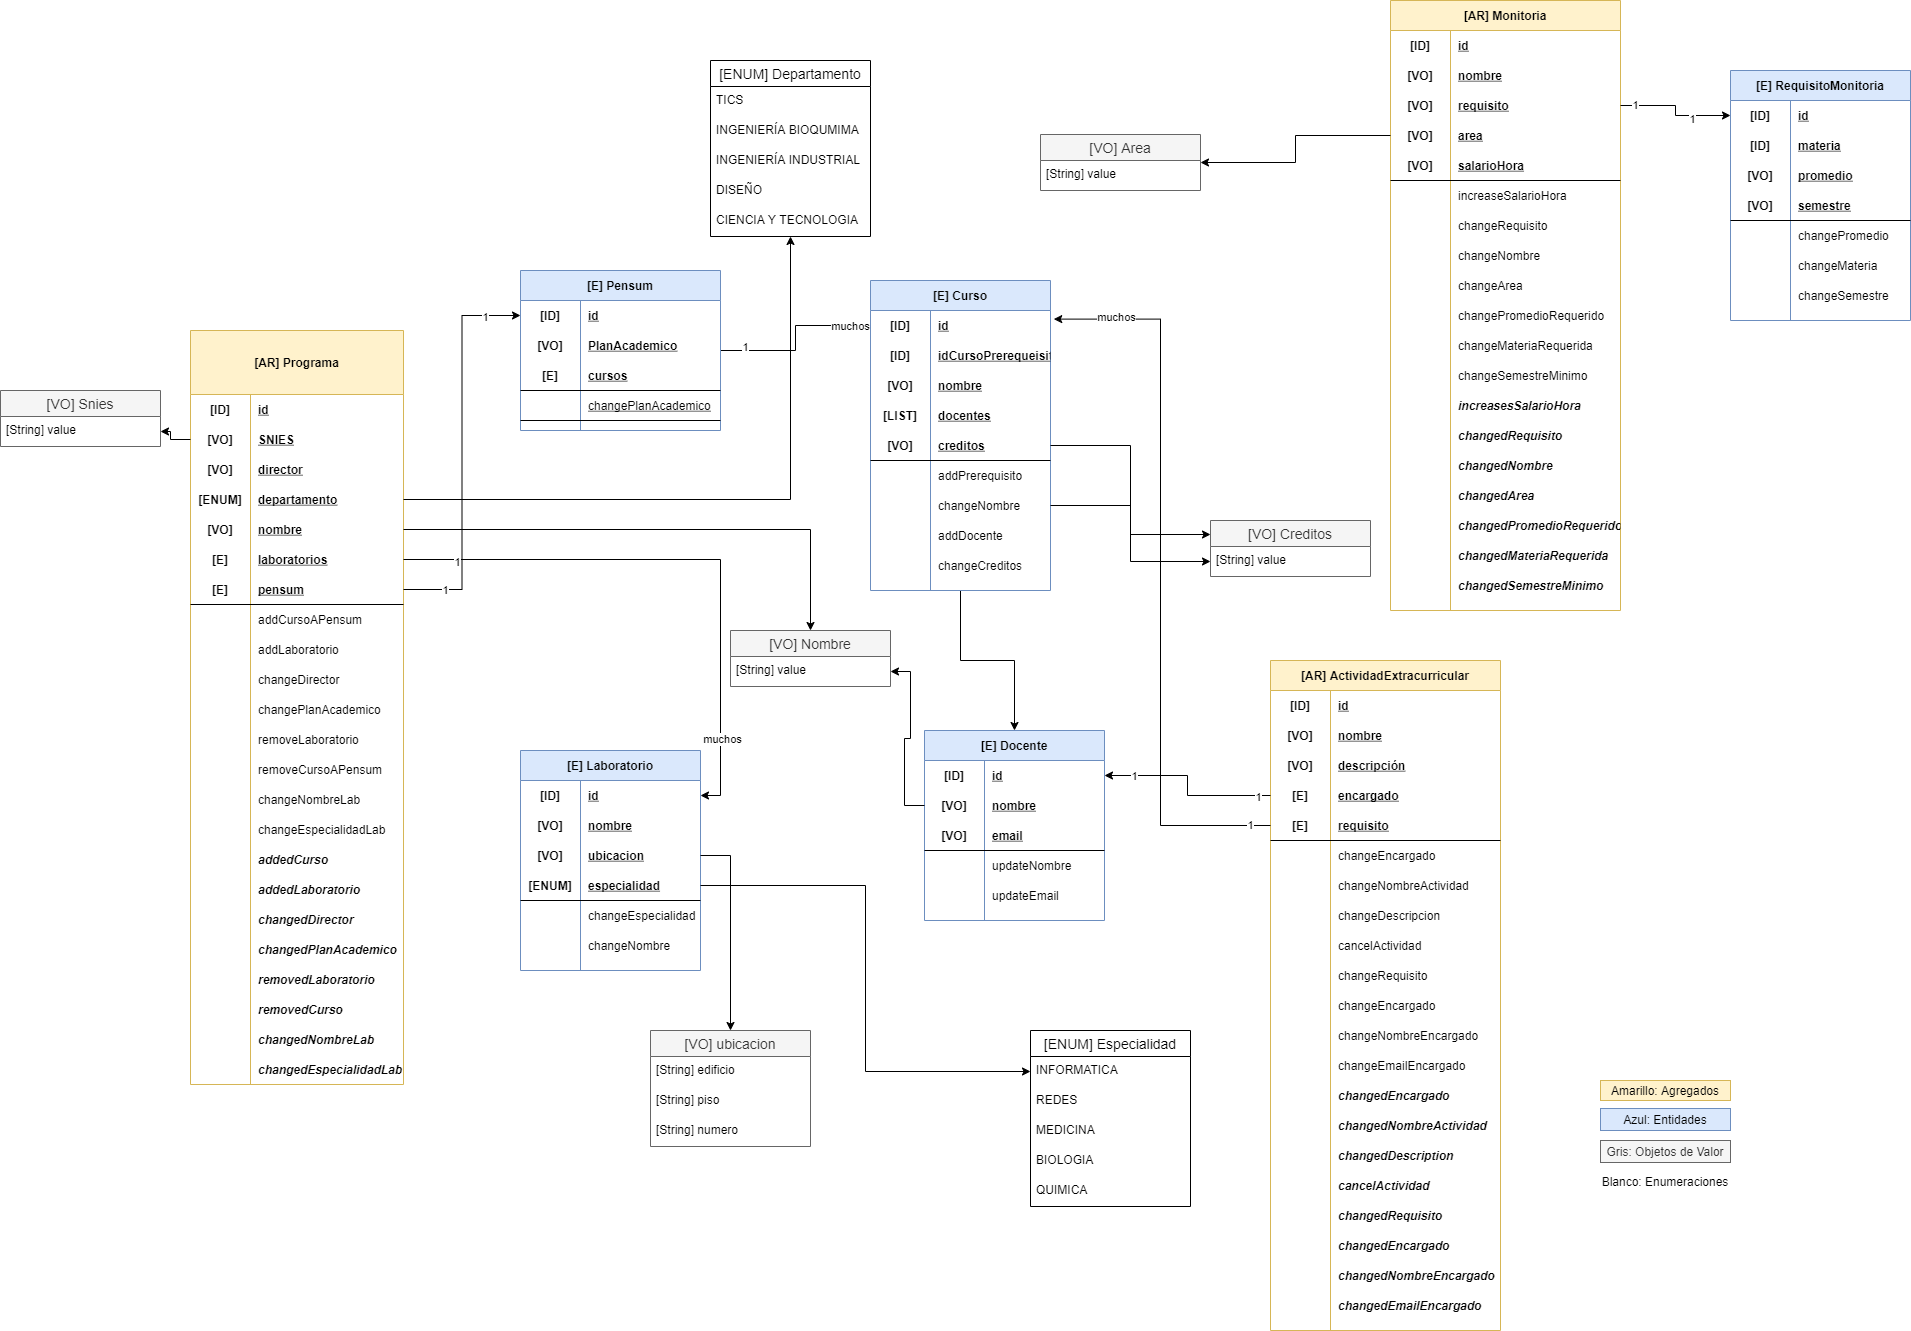 [AR] Monitoria
[ID] id
[VO] nombre
[VO] requisito
[VO] area
[VO] salarioHora
increaseSalarioHora
changeRequisito
changeNombre
changeArea
changePromedioRequerido
changeMateriaRequerida
changeSemestreMinimo
increasesSalarioHora
changedRequisito
changedNombre
changedArea
changedPromedioRequerido
changedMateriaRequerida
changedSemestreMinimo
1
1
[E] RequisitoMonitoria
[ID] id
[ID] materia
[VO] promedio
[VO] semestre
changePromedio
changeMateria
changeSemestre
[VO] Area
[String] value
[ENUM] Departamento
TICS
INGENIERÍA BIOQUMIMA
INGENIERÍA INDUSTRIAL
DISEÑO
CIENCIA Y TECNOLOGIA
[E] Pensum
[ID] id
[VO] PlanAcademico
[E] cursos
changePlanAcademico
1
muchos
[E] Curso
[ID] id
[ID] idCursoPrerequeisit
[VO] nombre
[LIST] docentes
[VO] creditos
addPrerequisito
changeNombre
addDocente
changeCreditos
muchos
[VO] Creditos
[String] value
[VO] Snies
[String] value
[AR] Programa
[ID] id
[VO] SNIES
[VO] director
[ENUM] departamento
[VO] nombre
[E] laboratorios
[E] pensum
addCursoAPensum
addLaboratorio
changeDirector
changePlanAcademico
removeLaboratorio
removeCursoAPensum
changeNombreLab
changeEspecialidadLab
addedCurso
addedLaboratorio
changedDirector
changedPlanAcademico
removedLaboratorio
removedCurso
changedNombreLab
changedEspecialidadLab
1
1
1
muchos
[VO] Nombre
[String] value
[E] Laboratorio
[ID] id
[VO] nombre
[VO] ubicacion
[ENUM] especialidad
changeEspecialidad
changeNombre
[E] Docente
[ID] id
[VO] nombre
[VO] email
updateNombre
updateEmail
1
1
1
[AR] ActividadExtracurricular
[ID] id
[VO] nombre
[VO] descripción
[E] encargado
[E] requisito
changeEncargado
changeNombreActividad
changeDescripcion
cancelActividad
changeRequisito
changeEncargado
changeNombreEncargado
changeEmailEncargado
changedEncargado
changedNombreActividad
changedDescription
cancelActividad
changedRequisito
changedEncargado
changedNombreEncargado
changedEmailEncargado
[VO] ubicacion
[String] edificio
[String] piso
[String] numero
[ENUM] Especialidad
INFORMATICA
REDES
MEDICINA
BIOLOGIA
QUIMICA
Amarillo: Agregados
Azul: Entidades
Gris: Objetos de Valor
Blanco: Enumeraciones